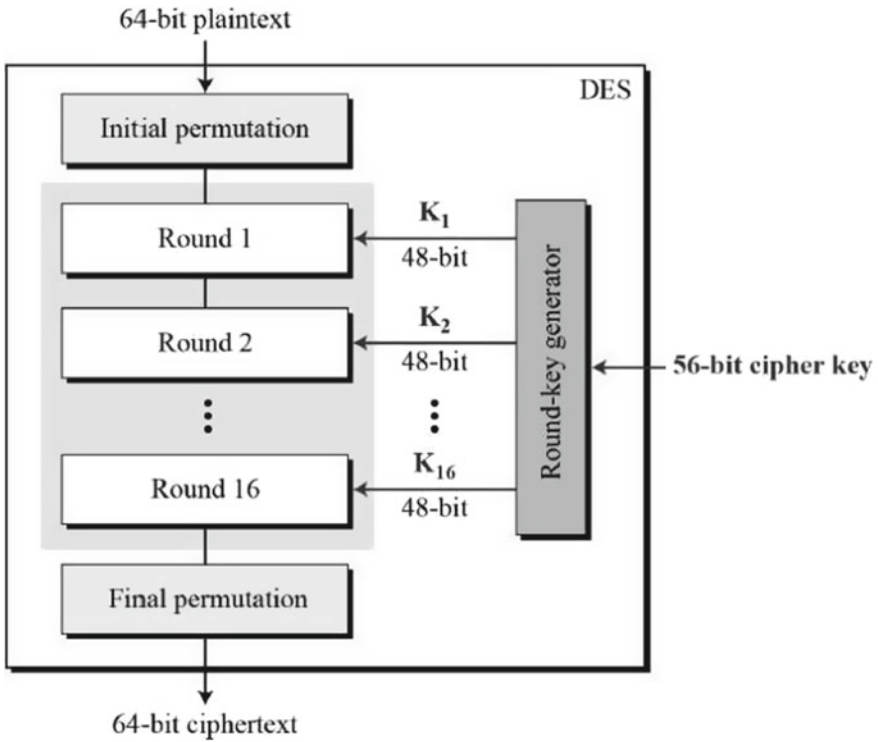 64-bit plaintext
DES
Initial permutation
Round 1
K1
48-bit
Round 2
K2
48-bit
Round-key generator
56-bit cipher key
Round 16
K16
48-bit
Final permutation
64-bit ciphertext